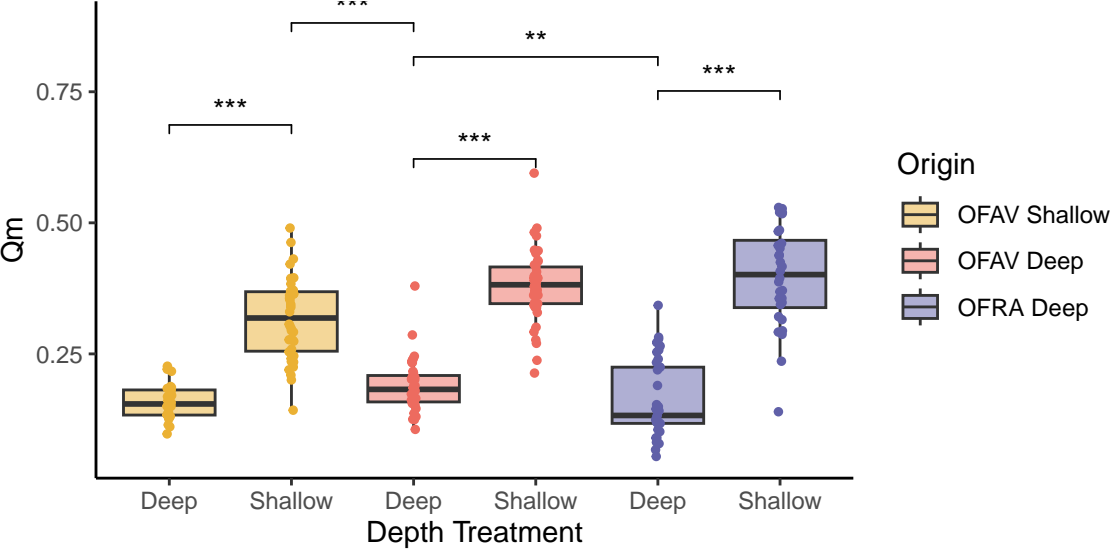 ***
**
***
***
***
0.75
0.50
0.25
Qm
Deep Shallow Deep Shallow Deep Shallow
Depth Treatment
Origin
OFAV Shallow
OFAV Deep
OFRA Deep